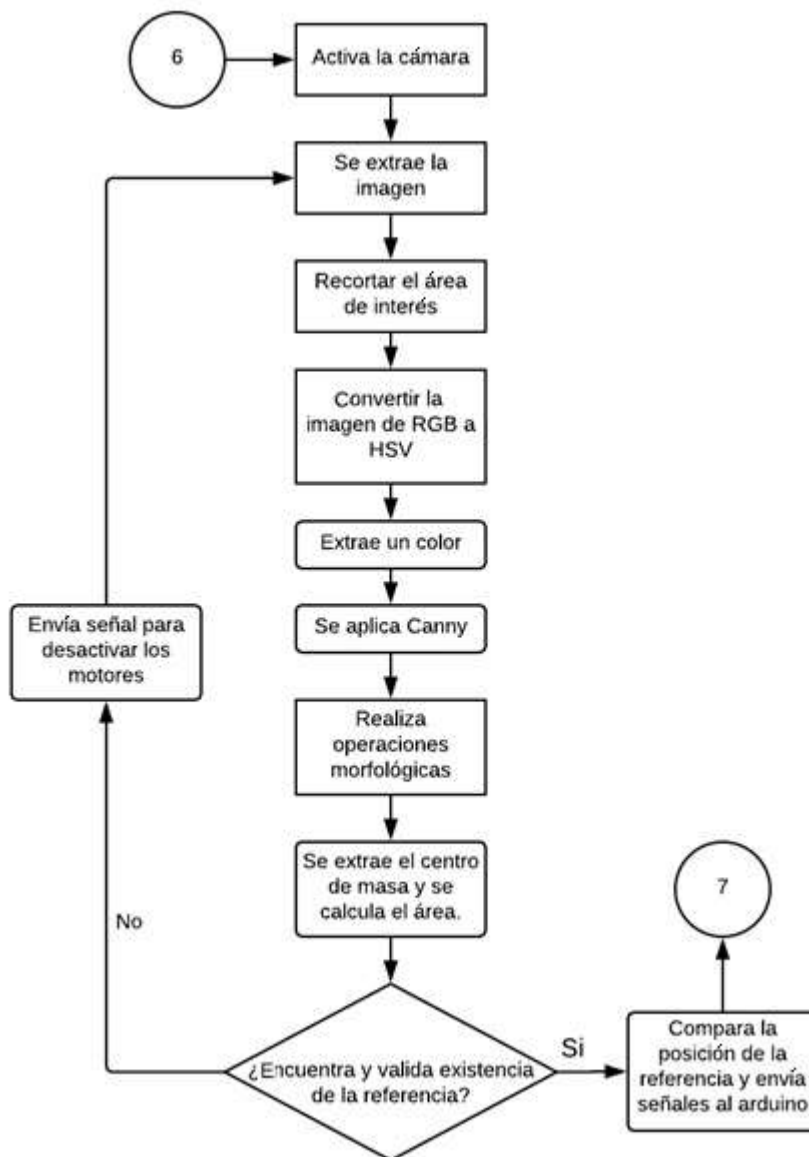 6
Activa la cámara
Se extrae la
imagen
Recortar el área
de interés
Convertir la
imagen de RGB a
HSV
Extrae un color
Se aplica Canny
Envía señal para
desactivar los
motores
Realiza
operaciones
morfológicas
Se extrae el centro
de masa y se
calcula el área.
7
No
¿Encuentra y valida existencia
de la referencia?
Si
Compara la
posición de la
referencia y envía
señales al arduino